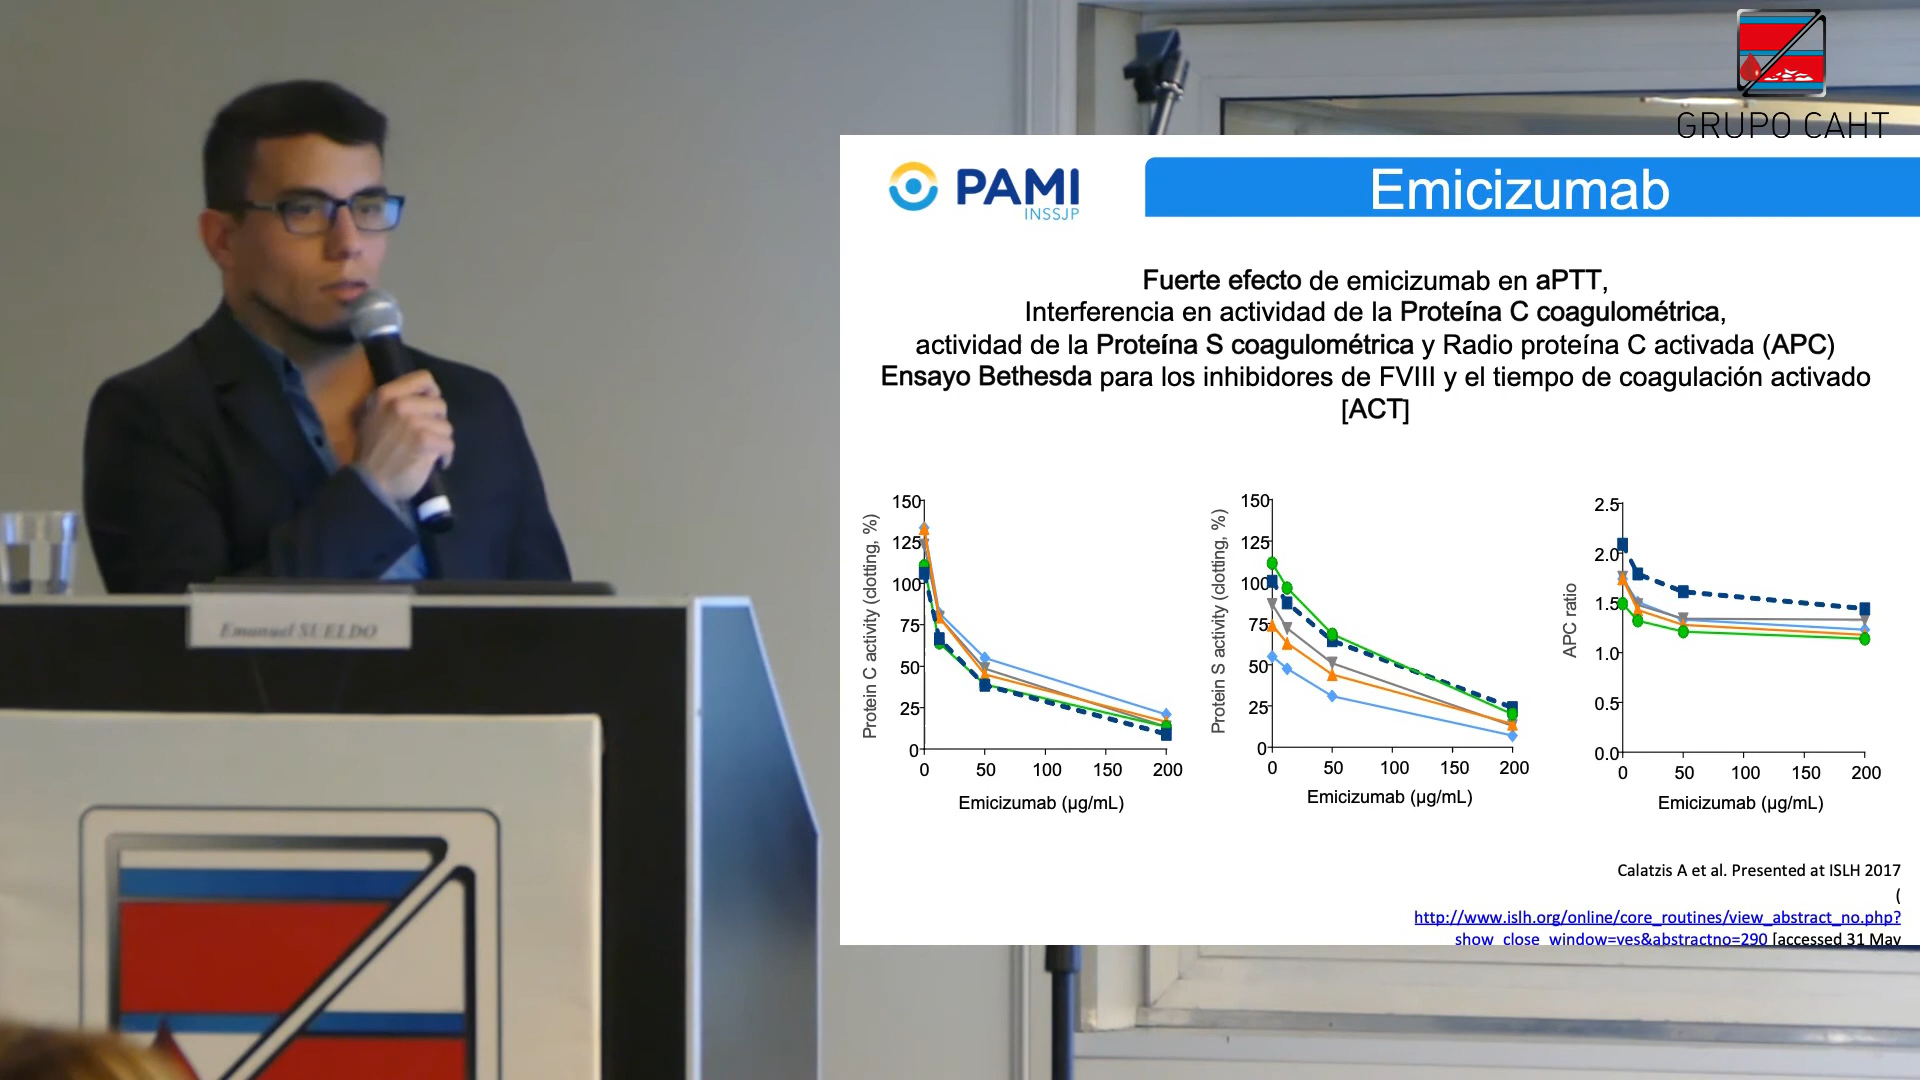 GRUPO CAHT
PAMI
INSSJP
Emicizumab
Fuerte efecto de emicizumab en aPTT,
Interferencia en actividad de la Proteína C coagulométrica,
actividad de la Proteína S coagulométrica y Radio proteína C activada (APC)
Ensayo Bethesda para los inhibidores de FVIII y el tiempo de coagulación activado
[ACT]
Protein C activity (clotting, %)
150
125
100
75
50
25
0
0 50 100 150 200
Emicizumab (µg/mL)
Protein S activity (clotting, %)
150
125
100
75
50
25
0
0 50 100 150 200
Emicizumab (µg/mL)
APC ratio
2.5
2.0
1.5
1.0
0.5
0.0
0 50 100 150 200
Emicizumab (µg/mL)
Calatzis A et al. Presented at ISLH 2017
(
http://www.islh.org/online/core_routines/view_abstract_no.php?
show_close_window=yes&abstractno=290 [accessed 31 May
Emanuel SUELDO